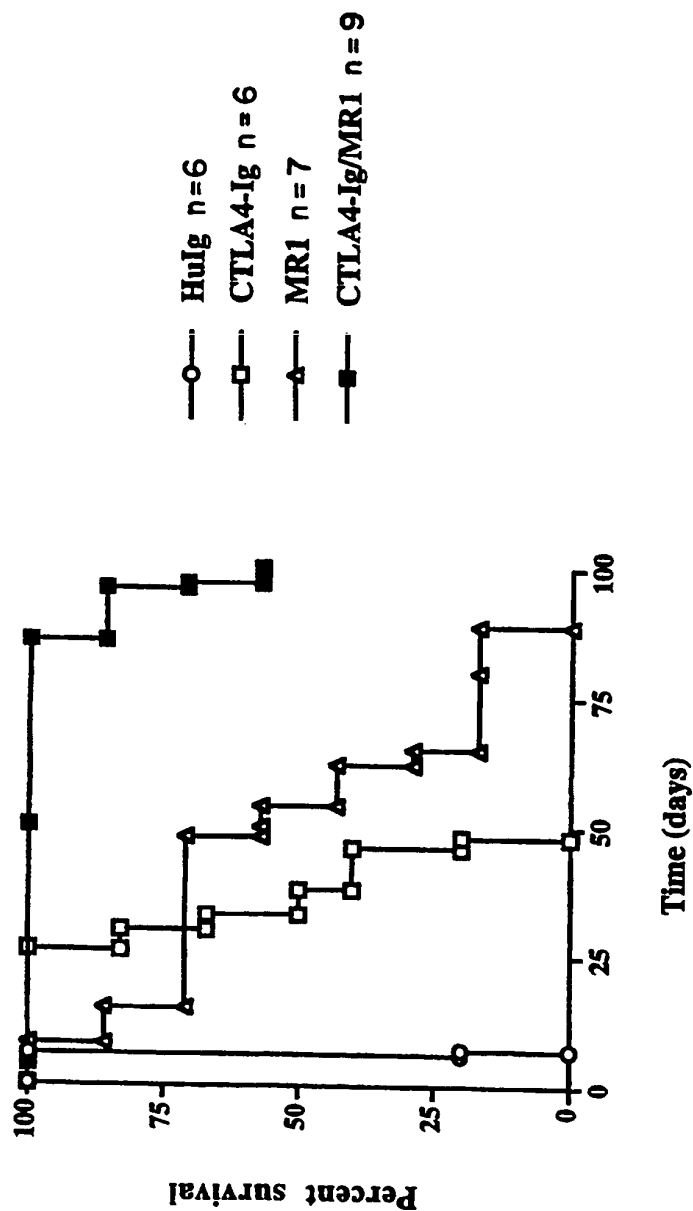 Percent survival
100
75
50
25
0
0
25
50
75
100
Time (days)
HuIg n=6
CTLA4-Ig n=6
MR1 n=7
CTLA4-Ig/MR1 n=9